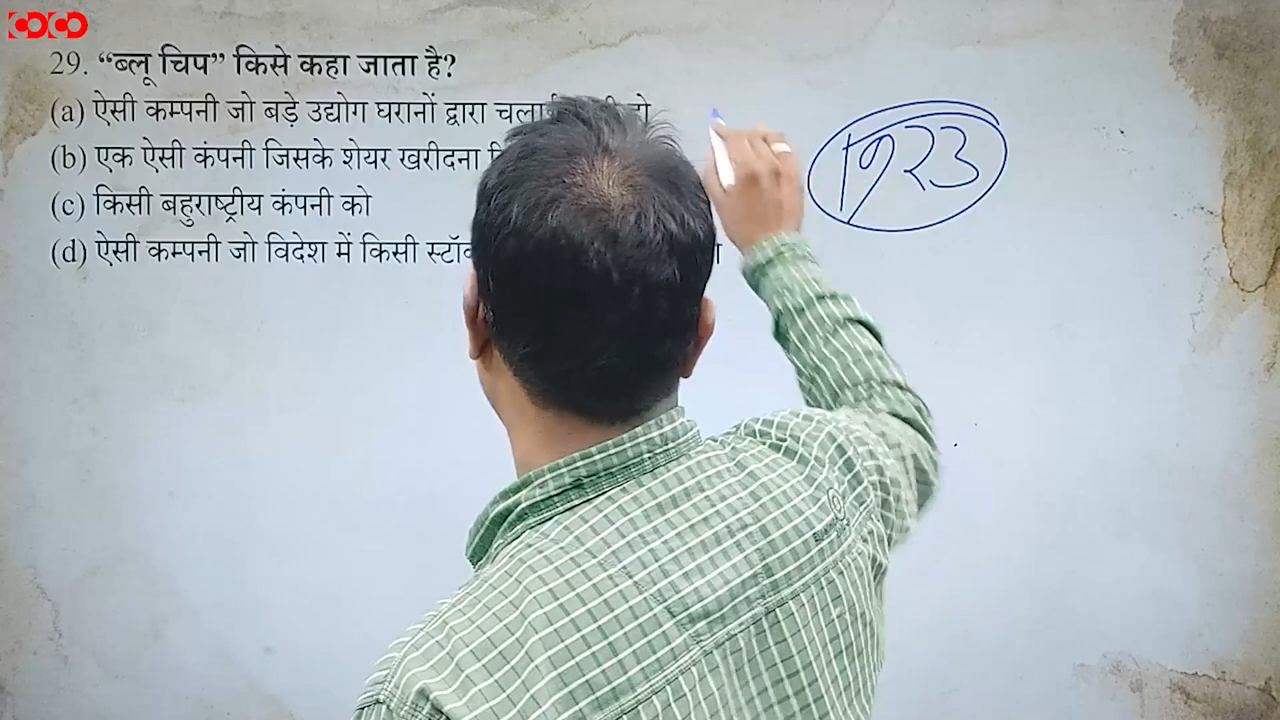 COCO
29. “ब्लू चिप” किसे कहा जाता है?
(a) ऐसी कम्पनी जो बड़े उद्योग घरानों द्वारा
(b) एक ऐसी कंपनी जिसके शेयर खरीदना
(c) किसी बहुराष्ट्रीय कंपनी को
(d) ऐसी कम्पनी जो विदेश में किसी
1923